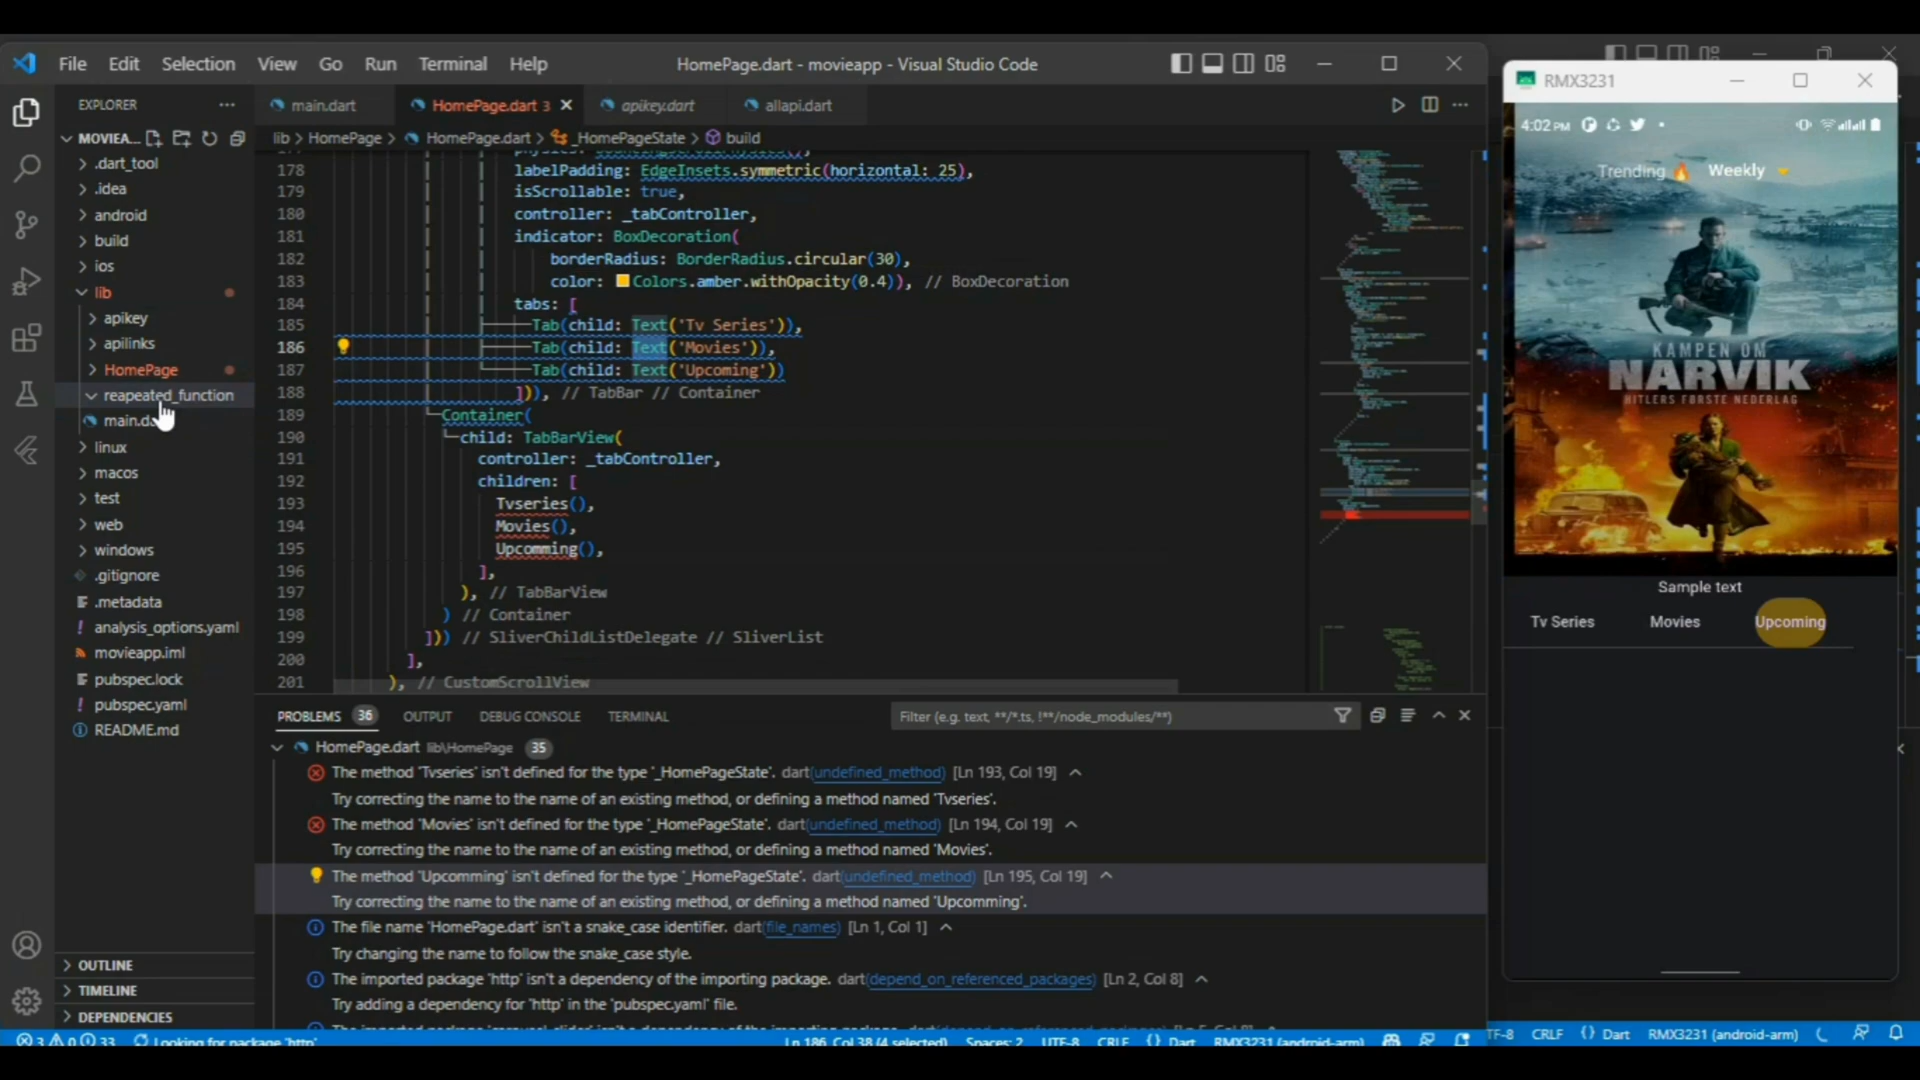 File Edit Selection View Go Run Terminal Help
HomePage.dart - movieapp - Visual Studio Code
EXPLORER
MOVIEA...
.dart_tool
.idea
android
build
ios
lib
apikey
apilinks
HomePage
reapeated_function
main.da
linux
macos
test
web
windows
.gitignore
.metadata
analysis_options.yaml
movieapp.iml
pubspec.lock
pubspec.yaml
README.md
OUTLINE
TIMELINE
DEPENDENCIES
main.dart HomePage.dart 3 apikey.dart allapi.dart
lib > HomePage > HomePage.dart > _HomePageState > build
178 labelPadding: EdgeInsets.symmetric(horizontal: 25),
179 isScrollable: true,
180 controller: _tabController,
181 indicator: BoxDecoration(
182 borderRadius: BorderRadius.circular(30),
183 color: Colors.amber.withOpacity(0.4)), // BoxDecoration
184 tabs: [
185 Tab(child: Text('Tv Series')),
186 Tab(child: Text('Movies')),
187 Tab(child: Text('Upcoming'))
188 ])), // TabBar // Container
189 Container(
190 child: TabBarView(
191 controller: _tabController,
192 children: [
193 Tvseries(),
194 Movies(),
195 Upcomming(),
196 ],
197 ), // TabBarView
198 ) // Container
199 ])) // SliverChildListDelegate // SliverList
200 ],
201 ), // CustomScrollView
PROBLEMS 36 OUTPUT DEBUG CONSOLE TERMINAL
Filter (e.g. text, **/*.ts, !**/node_modules/**)
HomePage.dart lib\HomePage 35
The method 'Tvseries' isn't defined for the type '_HomePageState'. dart(undefined_method) [Ln 193, Col 19]
Try correcting the name to the name of an existing method, or defining a method named 'Tvseries'.
The method 'Movies' isn't defined for the type '_HomePageState'. dart(undefined_method) [Ln 194, Col 19]
Try correcting the name to the name of an existing method, or defining a method named 'Movies'.
The method 'Upcomming' isn't defined for the type '_HomePageState'. dart(undefined_method) [Ln 195, Col 19]
Try correcting the name to the name of an existing method, or defining a method named 'Upcomming'.
The file name 'HomePage.dart' isn't a snake_case identifier. dart(file_names) [Ln 1, Col 1]
Try changing the name to follow the snake_case style.
The imported package 'http' isn't a dependency of the importing package. dart(depend_on_referenced_packages) [Ln 2, Col 8]
Try adding a dependency for 'http' in the 'pubspec.yaml' file.
3 0 33 Looking for package 'http'
Ln 186, Col 38 (4 selected) Spaces: 2 UTF-8 CRLF {} Dart RMX3231 (android-arm)
TF-8 CRLF {} Dart RMX3231 (android-arm)
RMX3231
4:02 PM
Trending 🔥 Weekly
KAMPEN OM
NARVIK
HITLERS FØRSTE NEDERLAG
Sample text
Tv Series Movies Upcoming